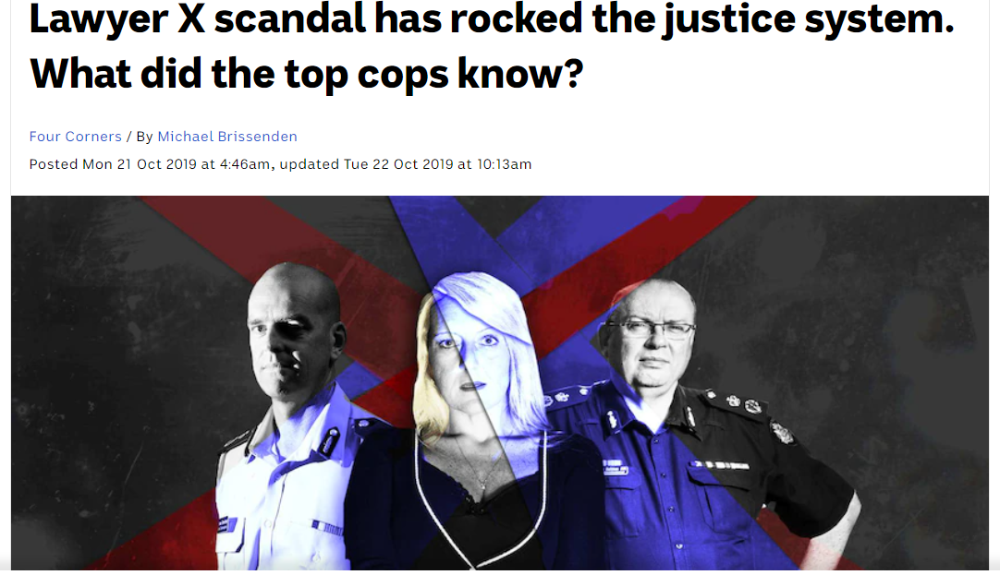 Lawyer X scandal has rocked the justice system.
What did the top cops know?
Four Corners / By Michael Brissenden
Posted Mon 21 Oct 2019 at 4:46am, updated Tue 22 Oct 2019 at 10:13am